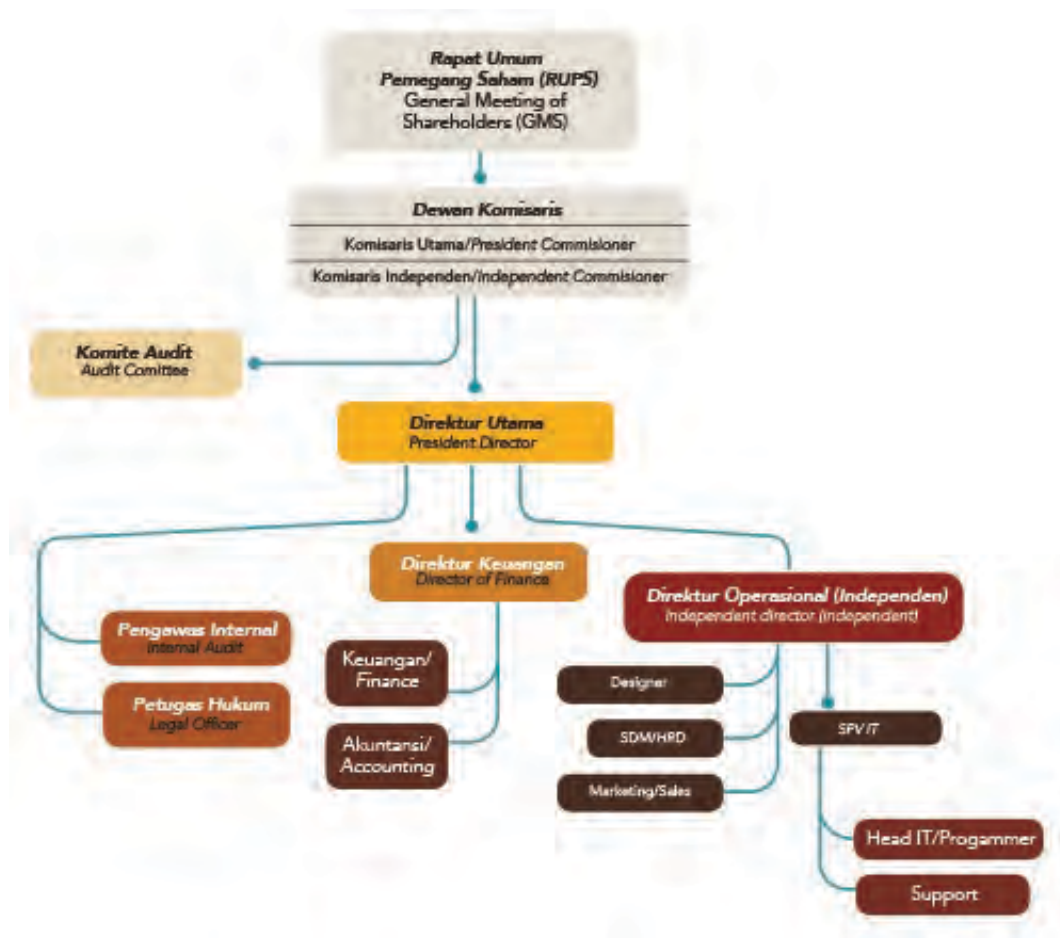 Rapat Umum
Pemegang Saham (RUPS)
General Meeting of
Shareholders (GMS)
Dewan Komisaris
Komisaris Utama/President Commisioner
Komisaris Independen/Independent Commisioner
Komite Audit
Audit Comittee
Direktur Utama
President Director
Direktur Keuangan
Director of Finance
Direktur Operasional (Independen)
Independent director (independent)
Pengawas Internal
Internal Audit
Petugas Hukum
Legal Officer
Keuangan/
Finance
Akuntansi/
Accounting
Designer
SDM/HRD
Marketing/Sales
SPV IT
Head IT/Progammer
Support